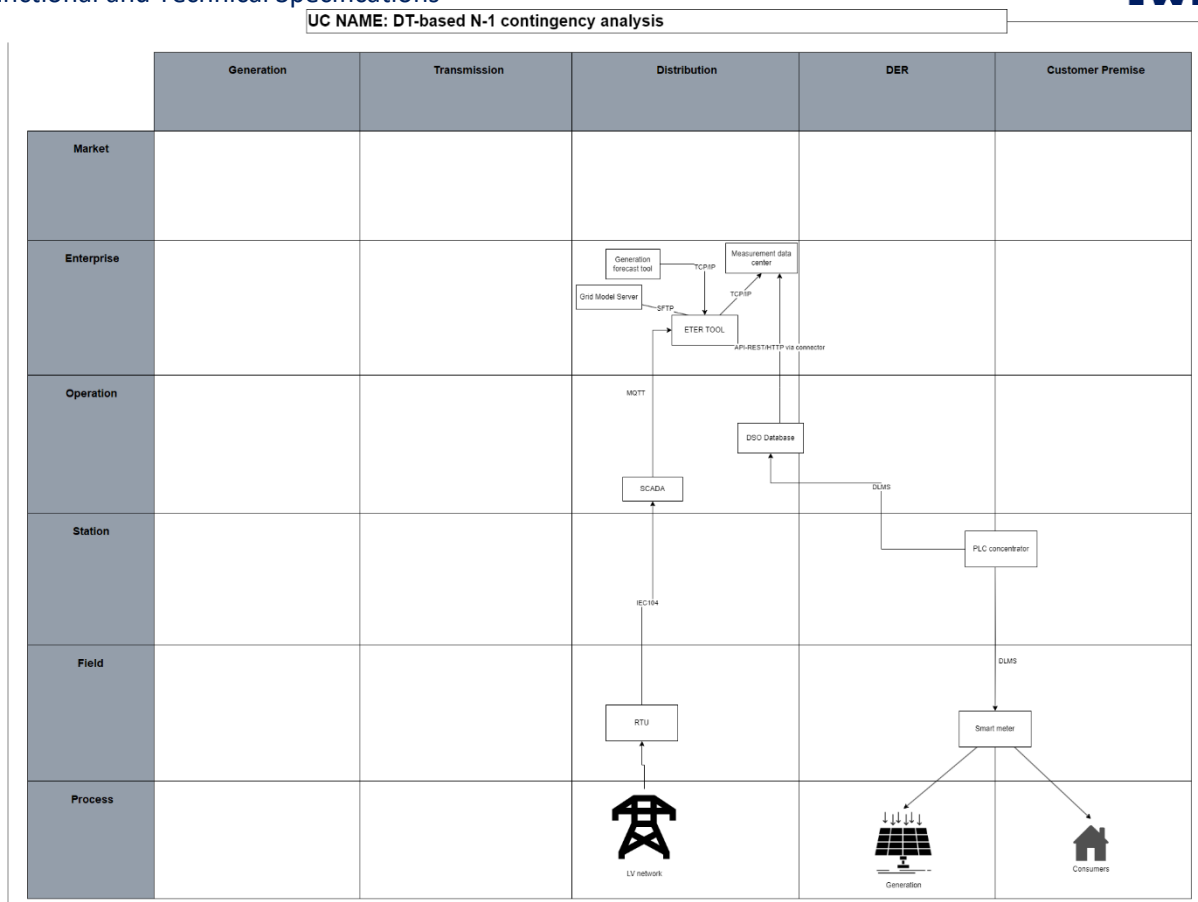 UC NAME: DT-based N-1 contingency analysis
Generation
Transmission
Distribution
DER
Customer Premise
Market
Enterprise
Generation
forecast tool
Measurement data
center
TCP/IP
Grid Model Server
TCP/IP
SFTP
ETER TOOL
API-REST/HTTP via connector
Operation
MQTT
DSO Database
SCADA
DLMS
Station
PLC concentrator
IEC104
Field
DLMS
RTU
Smart meter
Process
LV network
Generation
Consumers